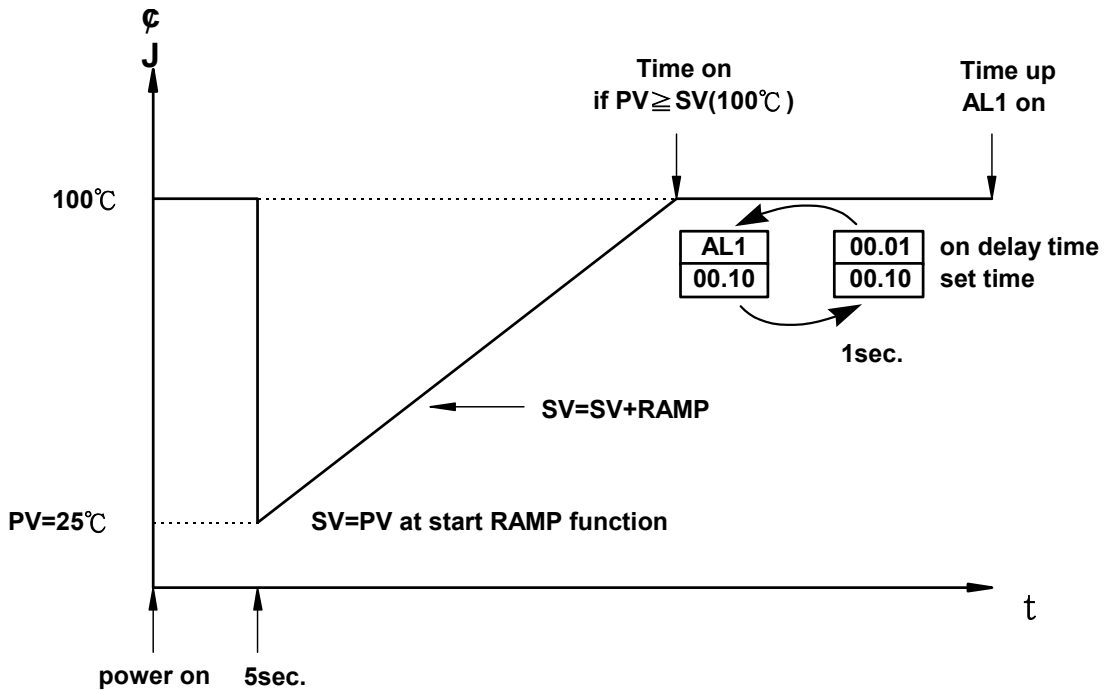 ¢
J
Time on
if PV≧SV(100℃)
Time up
AL1 on
100℃
AL1
00.10
00.01
00.10
on delay time
set time
1sec.
SV=SV+RAMP
PV=25℃
SV=PV at start RAMP function
t
power on
5sec.